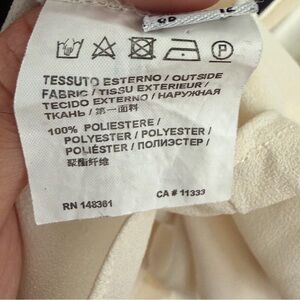 P
TESSUTO ESTERNO / OUTSIDE
FABRIC / TISSU EXTERIEUR /
TECIDO EXTERNO / НАРУЖНАЯ
ТКАНЬ / 第一面料
100% POLIESTERE /
POLYESTER / POLYESTER /
POLIÉSTER / ПОЛИЭСТЕР /
聚酯纤维
CA # 11333
RN 148361